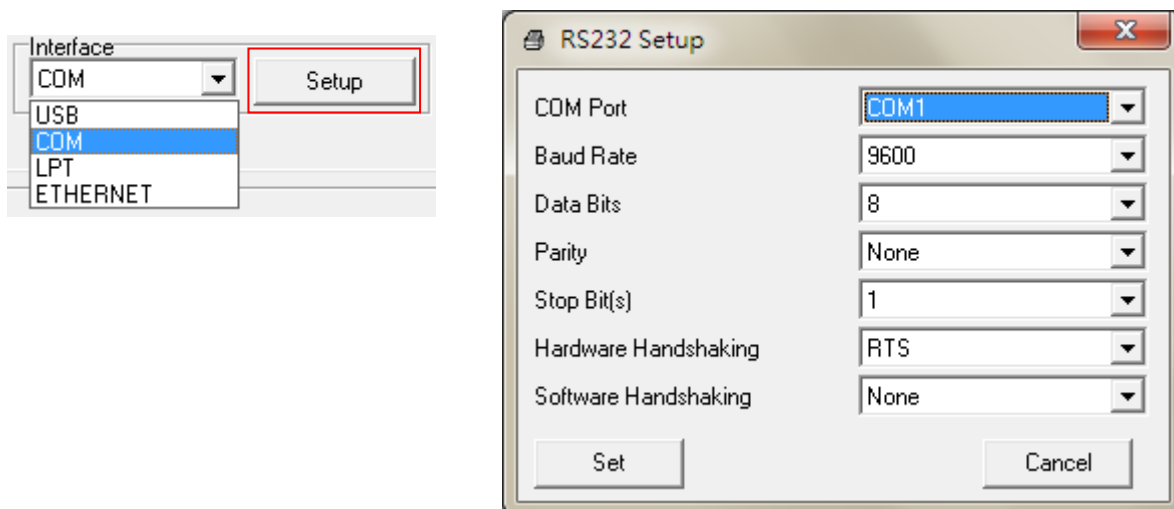 Interface
COM
Setup
USB
COM
LPT
ETHERNET
RS232 Setup
COM Port COM1
Baud Rate 9600
Data Bits 8
Parity None
Stop Bit(s) 1
Hardware Handshaking RTS
Software Handshaking None
Set Cancel